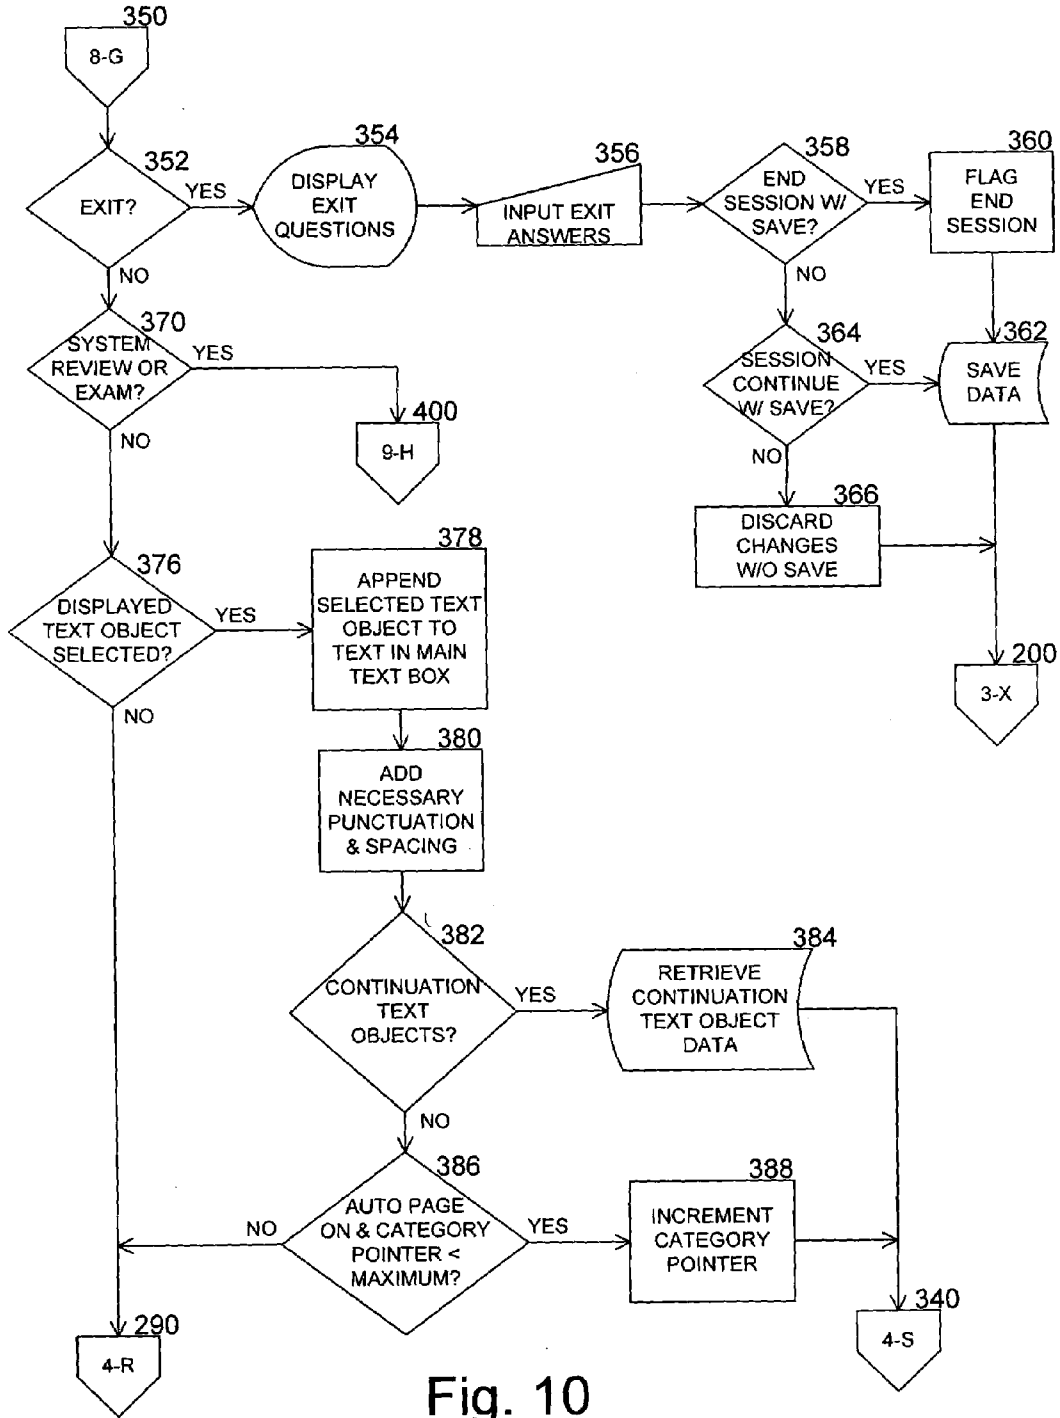 350
8-G
352
EXIT?
YES
NO
354
DISPLAY
EXIT
QUESTIONS
356
INPUT EXIT
ANSWERS
358
END
SESSION W/
SAVE?
YES
NO
360
FLAG
END
SESSION
362
SAVE
DATA
364
SESSION
CONTINUE
W/ SAVE?
YES
NO
366
DISCARD
CHANGES
W/O SAVE
200
3-X
370
SYSTEM
REVIEW OR
EXAM?
YES
NO
400
9-H
376
DISPLAYED
TEXT OBJECT
SELECTED?
YES
NO
378
APPEND
SELECTED TEXT
OBJECT TO
TEXT IN MAIN
TEXT BOX
380
ADD
NECESSARY
PUNCTUATION
& SPACING
382
CONTINUATION
TEXT
OBJECTS?
YES
NO
384
RETRIEVE
CONTINUATION
TEXT OBJECT
DATA
386
AUTO PAGE
ON & CATEGORY
POINTER <
MAXIMUM?
NO
YES
388
INCREMENT
CATEGORY
POINTER
290
4-R
340
4-S
Fig. 10